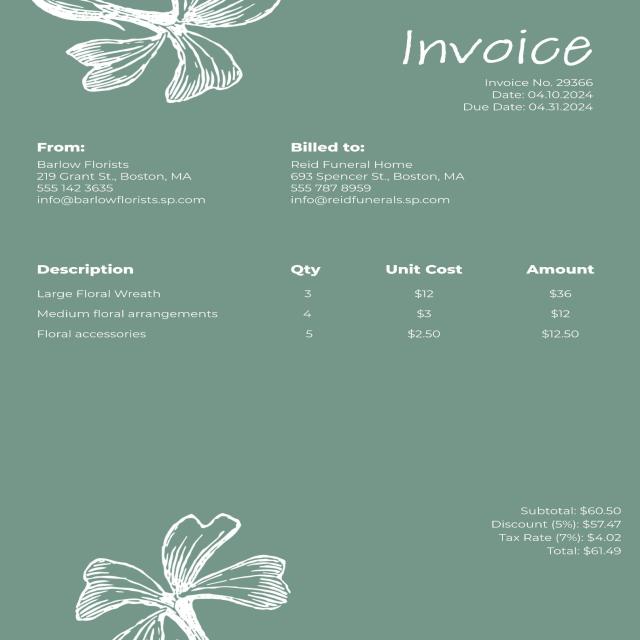 Invoice
Invoice No. 29366
Date: 04.10.2024
Due Date: 04.31.2024
From:
Barlow Florists
219 Grant St., Boston, MA
555 142 3635
info@barlowflorists.sp.com
Billed to:
Reid Funeral Home
693 Spencer St., Boston, MA
555 787 8959
info@reidfunerals.sp.com
Description Qty Unit Cost Amount
Large Floral Wreath 3 $12 $36
Medium floral arrangements 4 $3 $12
Floral accessories 5 $2.50 $12.50
Subtotal: $60.50
Discount (5%): $57.47
Tax Rate (7%): $4.02
Total: $61.49